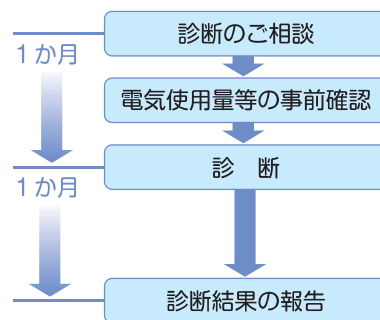 診断のご相談
1か月
電気使用量等の事前確認
診　断
1か月
診断結果の報告